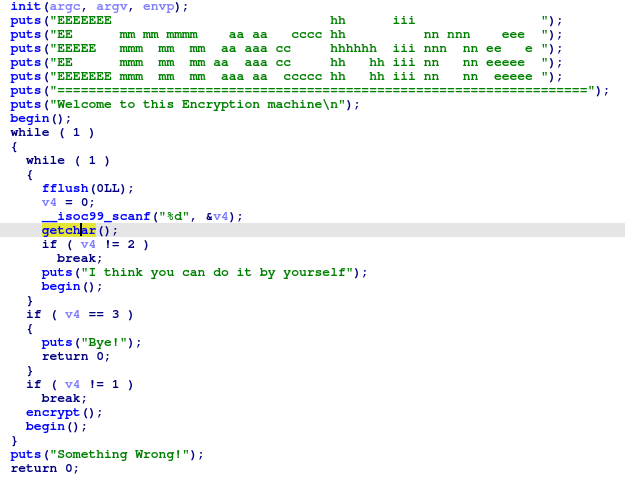 init(argc, argv, envp);
puts("EEEEEEE                            hh      iii                ");
puts("EE      mm mm mmmm    aa aa   cccc hh          nn nnn    eee  ");
puts("EEEEE   mmm  mm  mm  aa aaa cc     hhhhhh  iii nnn  nn ee   e ");
puts("EE      mmm  mm  mm aa  aaa cc     hh   hh iii nn   nn eeeee  ");
puts("EEEEEEE mmm  mm  mm  aaa aa  ccccc hh   hh iii nn   nn  eeeee ");
puts("====================================================================");
puts("Welcome to this Encryption machine\n");
begin();
while ( 1 )
{
  while ( 1 )
  {
    fflush(0LL);
    v4 = 0;
    __isoc99_scanf("%d", &v4);
    getchar();
    if ( v4 != 2 )
      break;
    puts("I think you can do it by yourself");
    begin();
  }
  if ( v4 == 3 )
  {
    puts("Bye!");
    return 0;
  }
  if ( v4 != 1 )
    break;
  encrypt();
  begin();
}
puts("Something Wrong!");
return 0;